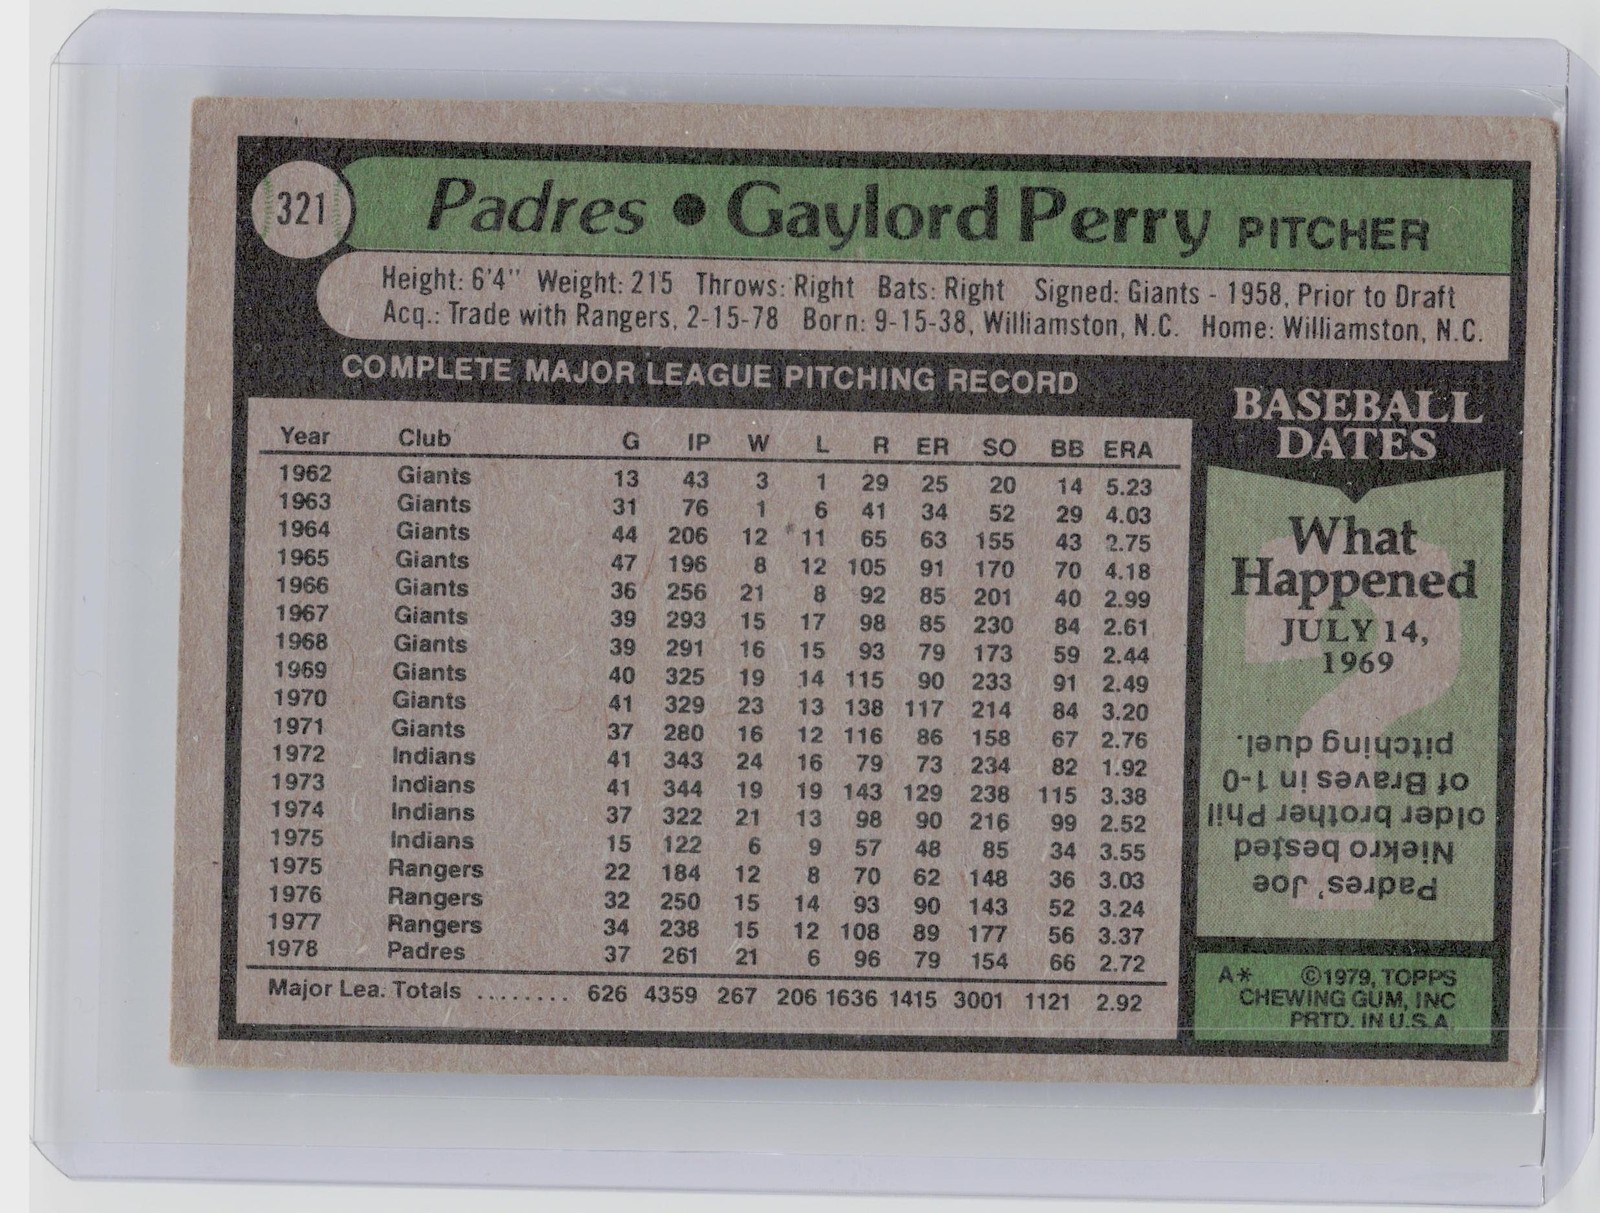 321
Padres • Gaylord Perry PITCHER
Height: 6'4" Weight: 215 Throws: Right Bats: Right Signed: Giants - 1958, Prior to Draft
Acq.: Trade with Rangers, 2-15-78 Born: 9-15-38, Williamston, N.C. Home: Williamston, N.C.
COMPLETE MAJOR LEAGUE PITCHING RECORD
Year Club G IP W L R ER SO BB ERA
1962 Giants 13 43 3 1 29 25 20 14 5.23
1963 Giants 31 76 1 6 41 34 52 29 4.03
1964 Giants 44 206 12 11 65 63 155 43 2.75
1965 Giants 47 196 8 12 105 91 170 70 4.18
1966 Giants 36 256 21 8 92 85 201 40 2.99
1967 Giants 39 293 15 17 98 85 230 84 2.61
1968 Giants 39 291 16 15 93 79 173 59 2.44
1969 Giants 40 325 19 14 115 90 233 91 2.49
1970 Giants 41 329 23 13 138 117 214 84 3.20
1971 Giants 37 280 16 12 116 86 158 67 2.76
1972 Indians 41 343 24 16 79 73 234 82 1.92
1973 Indians 41 344 19 19 143 129 238 115 3.38
1974 Indians 37 322 21 13 98 90 216 99 2.52
1975 Indians 15 122 6 9 57 48 85 34 3.55
1975 Rangers 22 184 12 8 70 62 148 36 3.03
1976 Rangers 32 250 15 14 93 90 143 52 3.24
1977 Rangers 34 238 15 12 108 89 177 56 3.37
1978 Padres 37 261 21 6 96 79 154 66 2.72
Major Lea. Totals ........ 626 4359 267 206 1636 1415 3001 1121 2.92
BASEBALL
DATES
What
Happened
JULY 14,
1969
Padres' Joe
Niekro bested
older brother Phil
of Braves in 1-0
pitching duel.
A* ©1979, TOPPS
CHEWING GUM, INC
PRTD. IN U.S.A.